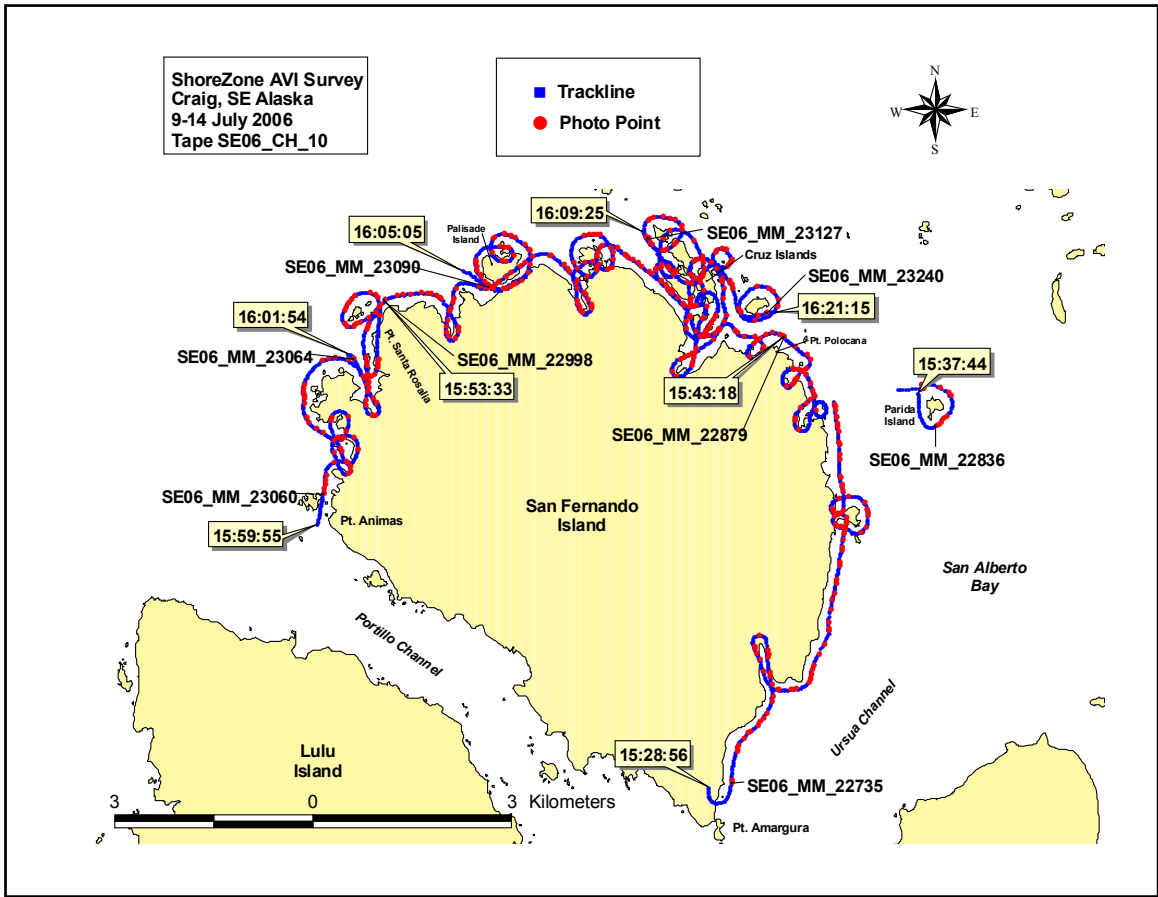 ShoreZone AVI Survey
Craig, SE Alaska
9-14 July 2006
Tape SE06_CH_10
Trackline
Photo Point
N
W
E
S
16:09:25
16:05:05
Palisade
Island
SE06_MM_23127
SE06_MM_23090
Cruz Islands
SE06_MM_23240
16:01:54
16:21:15
SE06_MM_23064
Pt. Santa Rosalia
SE06_MM_22998
Pt. Polocana
15:53:33
15:43:18
15:37:44
Parida
Island
SE06_MM_22879
SE06_MM_22836
SE06_MM_23060
San Fernando
Island
Pt. Animas
15:59:55
San Alberto
Bay
Portillo Channel
Ursua Channel
Lulu
Island
15:28:56
SE06_MM_22735
3
0
3
Kilometers
Pt. Amargura